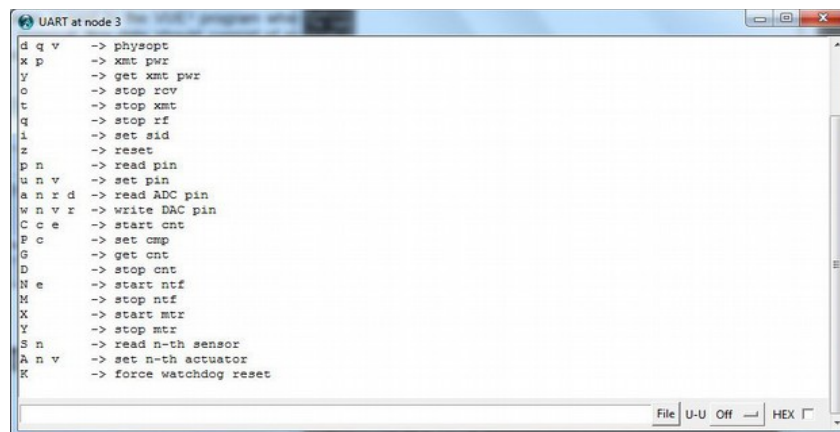 UART at node 3
d q v -> physopt
x p -> xmt pwr
y -> get xmt pwr
o -> stop rcv
t -> stop xmt
q -> stop rf
i -> set sid
z -> reset
p n -> read pin
u n v -> set pin
a n r d -> read ADC pin
w n v r -> write DAC pin
C c e -> start cnt
P c -> set cmp
G -> get cnt
D -> stop cnt
N e -> start ntf
M -> stop ntf
X -> start mtr
Y -> stop mtr
S n -> read n-th sensor
A n v -> set n-th actuator
K -> force watchdog reset
File U-U Off HEX